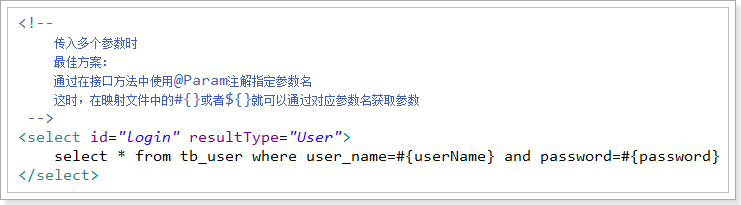 <!--
传入多个参数时
最佳方案:
通过在接口方法中使用@Param注解指定参数名
这时，在映射文件中的#{}或者${}就可以通过对应参数名获取参数
-->
<select id="login" resultType="User">
select * from tb_user where user_name=#{userName} and password=#{password}
</select>